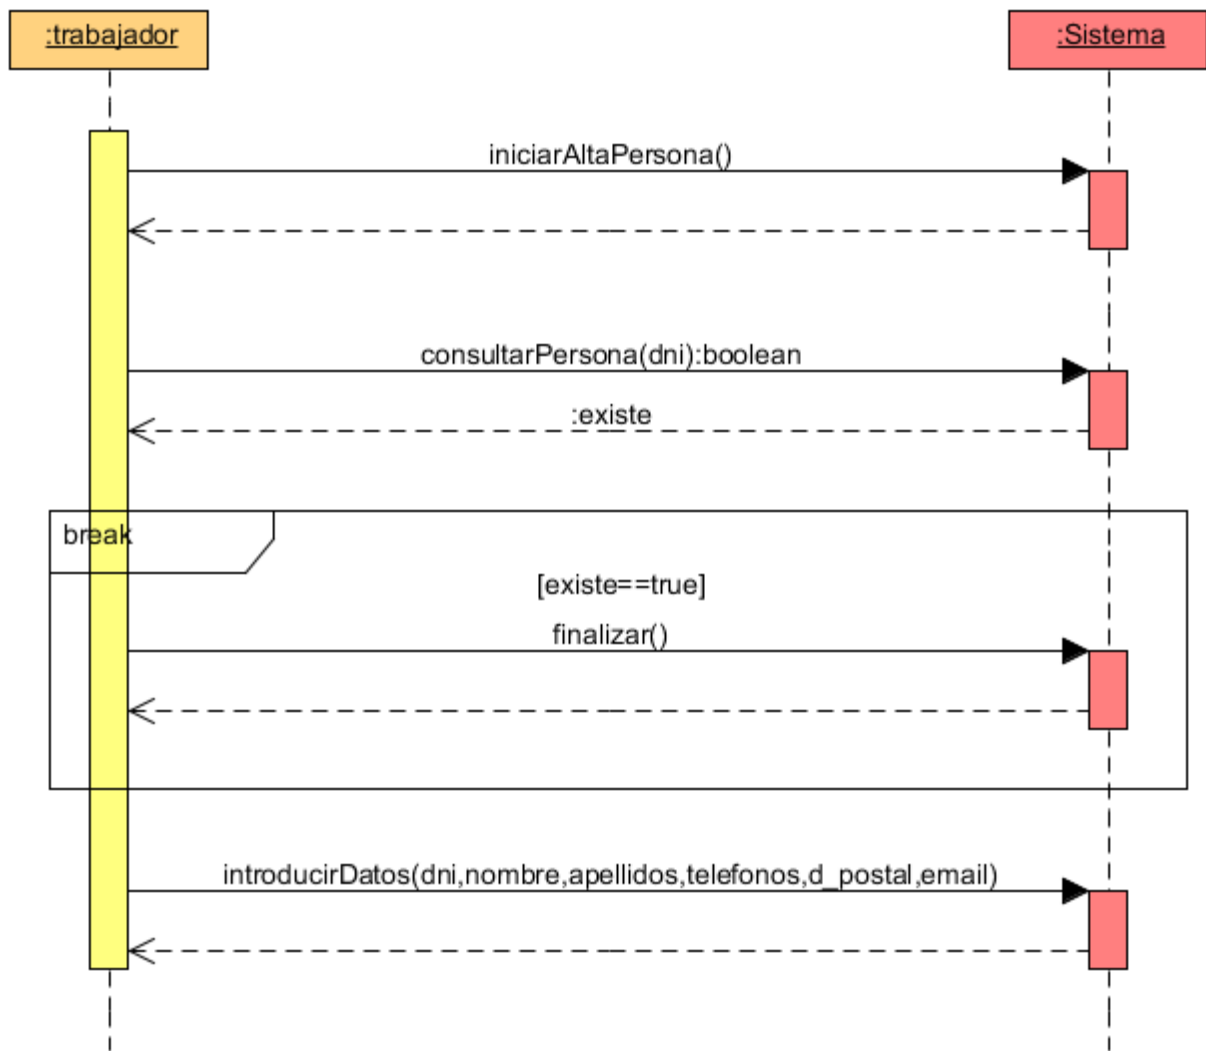 :trabajador
:Sistema
iniciarAltaPersona()
consultarPersona(dni):boolean
:existe
break
[existe==true]
finalizar()
introducirDatos(dni,nombre,apellidos,telefonos,d_postal,email)